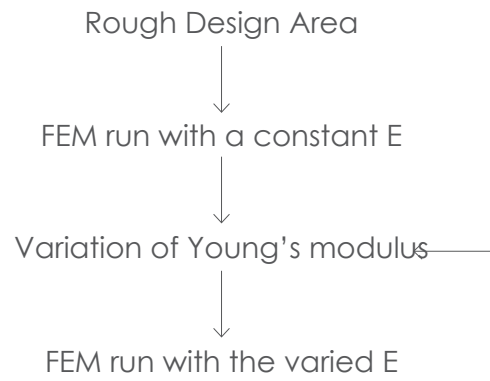 Rough Design Area
FEM run with a constant E
Variation of Young’s modulus
FEM run with the varied E